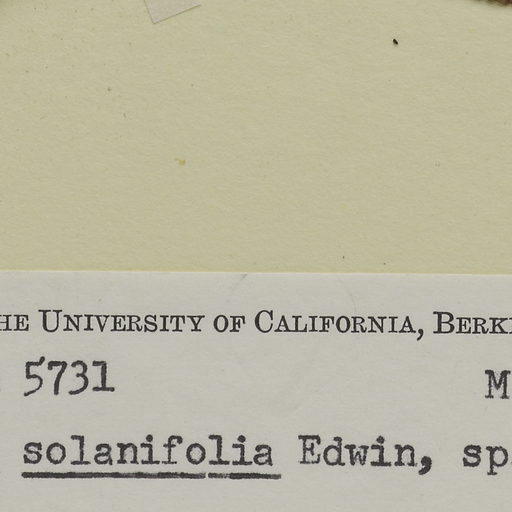 HE UNIVERSITY OF CALIFORNIA, BERK
5731 M
solanifolia Edwin, sp.